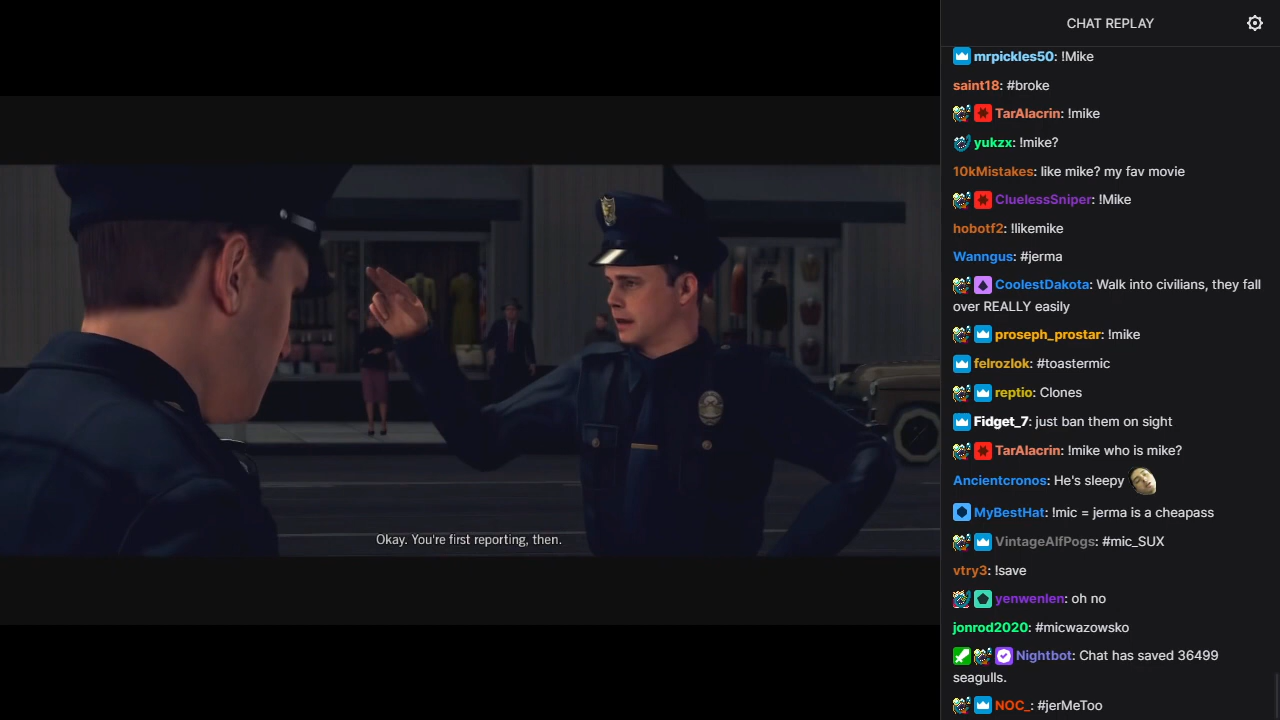 CHAT REPLAY
mrpickles50: !Mike
saint18: #broke
TarAlacrin: !mike
yukzx: !mike?
10kMistakes: like mike? my fav movie
CluelessSniper: !Mike
hobotf2: !likemike
Wanngus: #jerma
CoolestDakota: Walk into civilians, they fall
over REALLY easily
proseph_prostar: !mike
felrozlok: #toastermic
reptio: Clones
Fidget_7: just ban them on sight
TarAlacrin: !mike who is mike?
Ancientcronos: He's sleepy
MyBestHat: !mic = jerma is a cheapass
VintageAlfPogs: #mic_SUX
vtry3: !save
yenwenlen: oh no
jonrod2020: #micwazowsko
Nightbot: Chat has saved 36499
seagulls.
NOC_: #jerMeToo
Okay. You're first reporting, then.